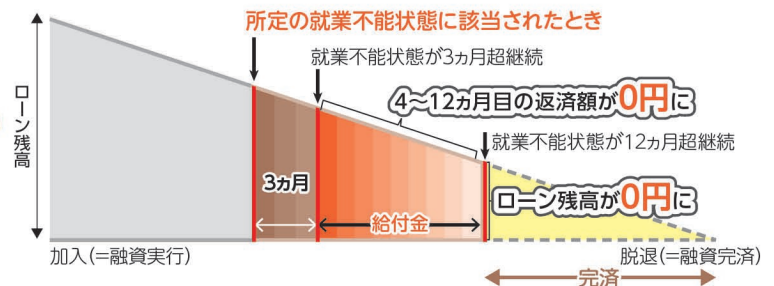 所定の就業不能状態に該当されたとき
就業不能状態が3ヵ月超継続
4〜12ヵ月目の返済額が0円に
就業不能状態が12ヵ月超継続
ローン残高
3ヵ月
給付金
ローン残高が0円に
加入(=融資実行)
脱退(=融資完済)
完済